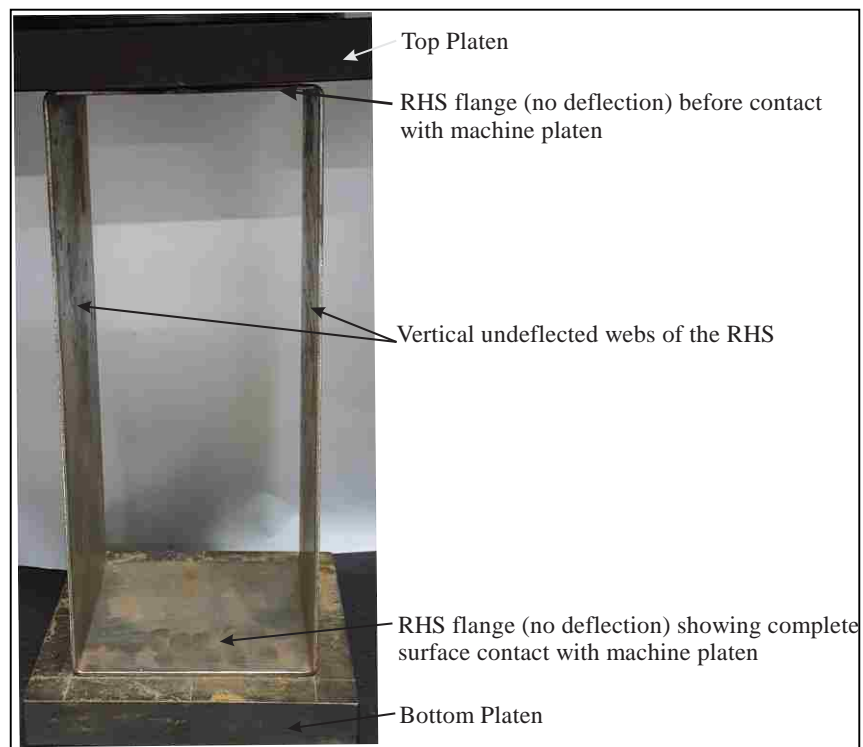 Top Platen
RHS flange (no deflection) before contact
with machine platen
Vertical undeflected webs of the RHS
RHS flange (no deflection) showing complete
surface contact with machine platen
Bottom Platen